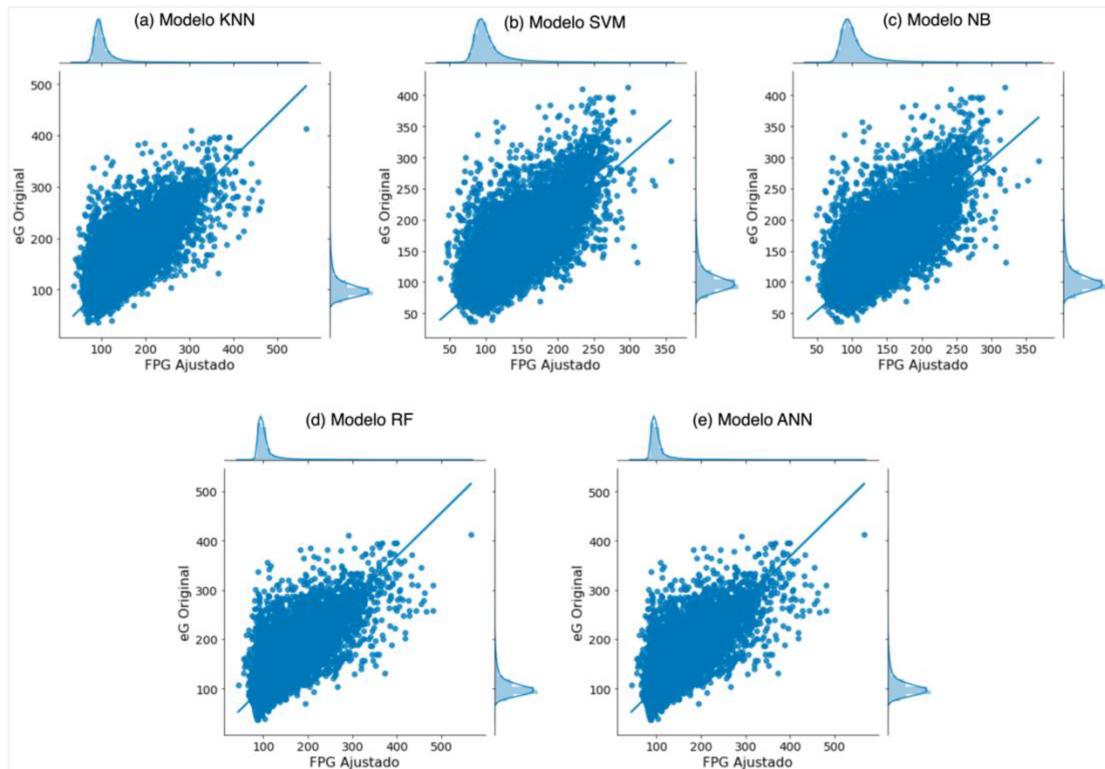 (a) Modelo KNN
500
400
300
200
100
eG Original
100 200 300 400 500
FPG Ajustado
(b) Modelo SVM
400
350
300
250
200
150
100
50
eG Original
50 100 150 200 250 300 350
FPG Ajustado
(c) Modelo NB
400
350
300
250
200
150
100
50
eG Original
50 100 150 200 250 300 350
FPG Ajustado
(d) Modelo RF
500
400
300
200
100
eG Original
100 200 300 400 500
FPG Ajustado
(e) Modelo ANN
500
400
300
200
100
eG Original
100 200 300 400 500
FPG Ajustado